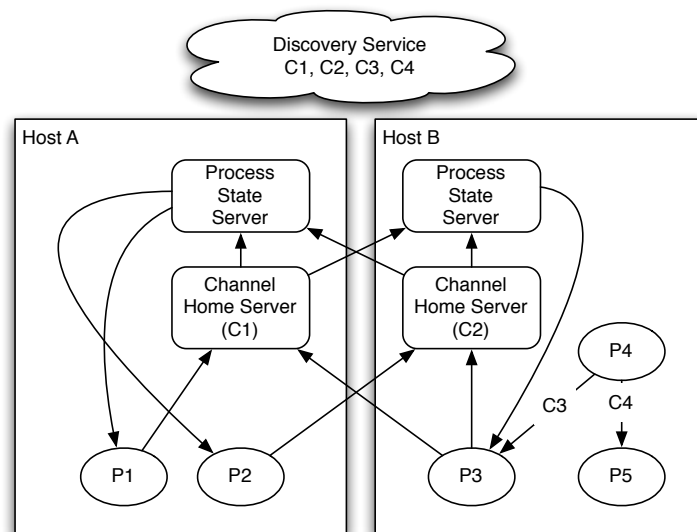 Discovery Service
C1, C2, C3, C4
Host A
Host B
Process
State
Server
Process
State
Server
Channel
Home Server
(C1)
Channel
Home Server
(C2)
P4
C3
C4
P1
P2
P3
P5